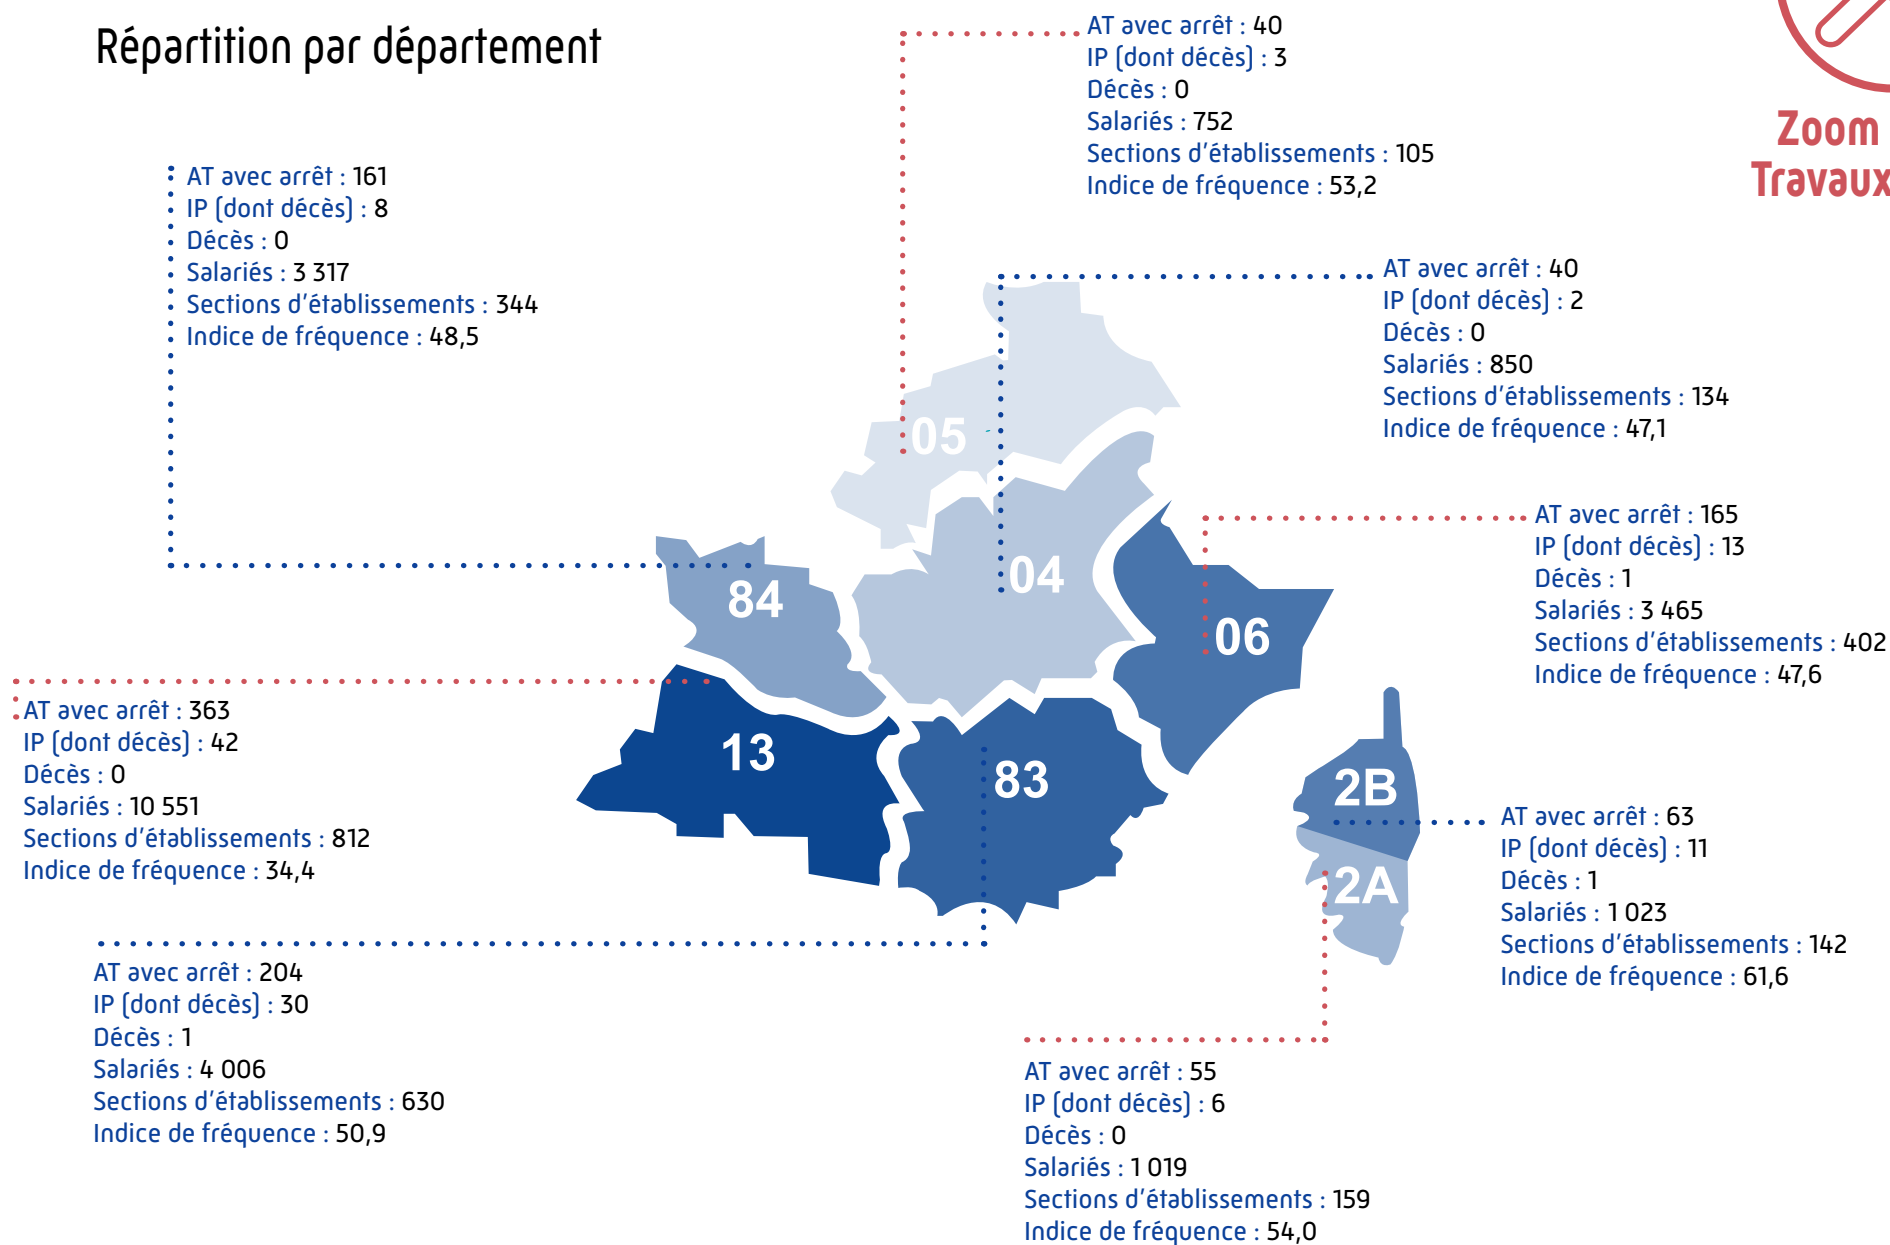 Répartition par département
AT avec arrêt : 40
IP (dont décès) : 3
Décès : 0
Salariés : 752
Sections d'établissements : 105
Indice de fréquence : 53,2
Zoom
Travaux
AT avec arrêt : 161
IP (dont décès) : 8
Décès : 0
Salariés : 3 317
Sections d'établissements : 344
Indice de fréquence : 48,5
AT avec arrêt : 40
IP (dont décès) : 2
Décès : 0
Salariés : 850
Sections d'établissements : 134
Indice de fréquence : 47,1
05
04
84
06
AT avec arrêt : 165
IP (dont décès) : 13
Décès : 1
Salariés : 3 465
Sections d'établissements : 402
Indice de fréquence : 47,6
13
83
2B
2A
AT avec arrêt : 363
IP (dont décès) : 42
Décès : 0
Salariés : 10 551
Sections d'établissements : 812
Indice de fréquence : 34,4
AT avec arrêt : 63
IP (dont décès) : 11
Décès : 1
Salariés : 1 023
Sections d'établissements : 142
Indice de fréquence : 61,6
AT avec arrêt : 204
IP (dont décès) : 30
Décès : 1
Salariés : 4 006
Sections d'établissements : 630
Indice de fréquence : 50,9
AT avec arrêt : 55
IP (dont décès) : 6
Décès : 0
Salariés : 1 019
Sections d'établissements : 159
Indice de fréquence : 54,0